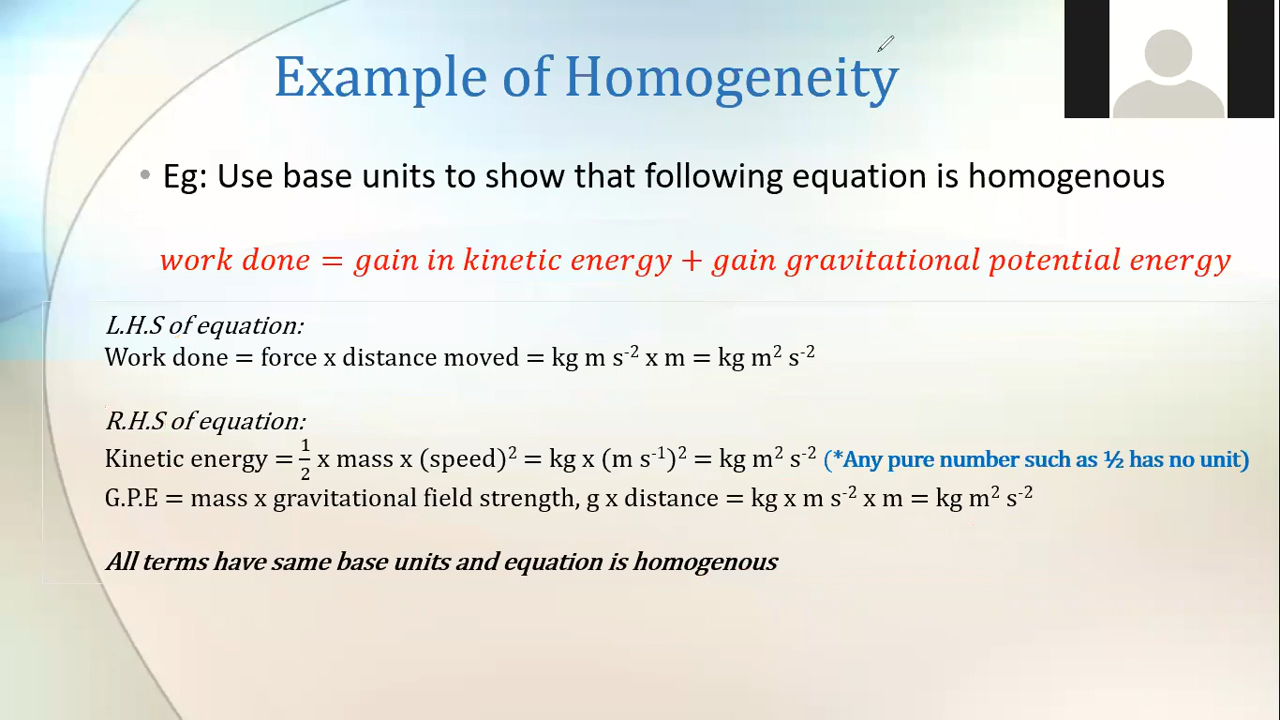 Example of Homogeneity
• Eg: Use base units to show that following equation is homogenous
work done = gain in kinetic energy + gain gravitational potential energy
L.H.S of equation:
Work done = force x distance moved = kg m s⁻² x m = kg m² s⁻²
R.H.S of equation:
Kinetic energy = 1/2 x mass x (speed)² = kg x (m s⁻¹)² = kg m² s⁻² (*Any pure number such as ½ has no unit)
G.P.E = mass x gravitational field strength, g x distance = kg x m s⁻² x m = kg m² s⁻²
All terms have same base units and equation is homogenous